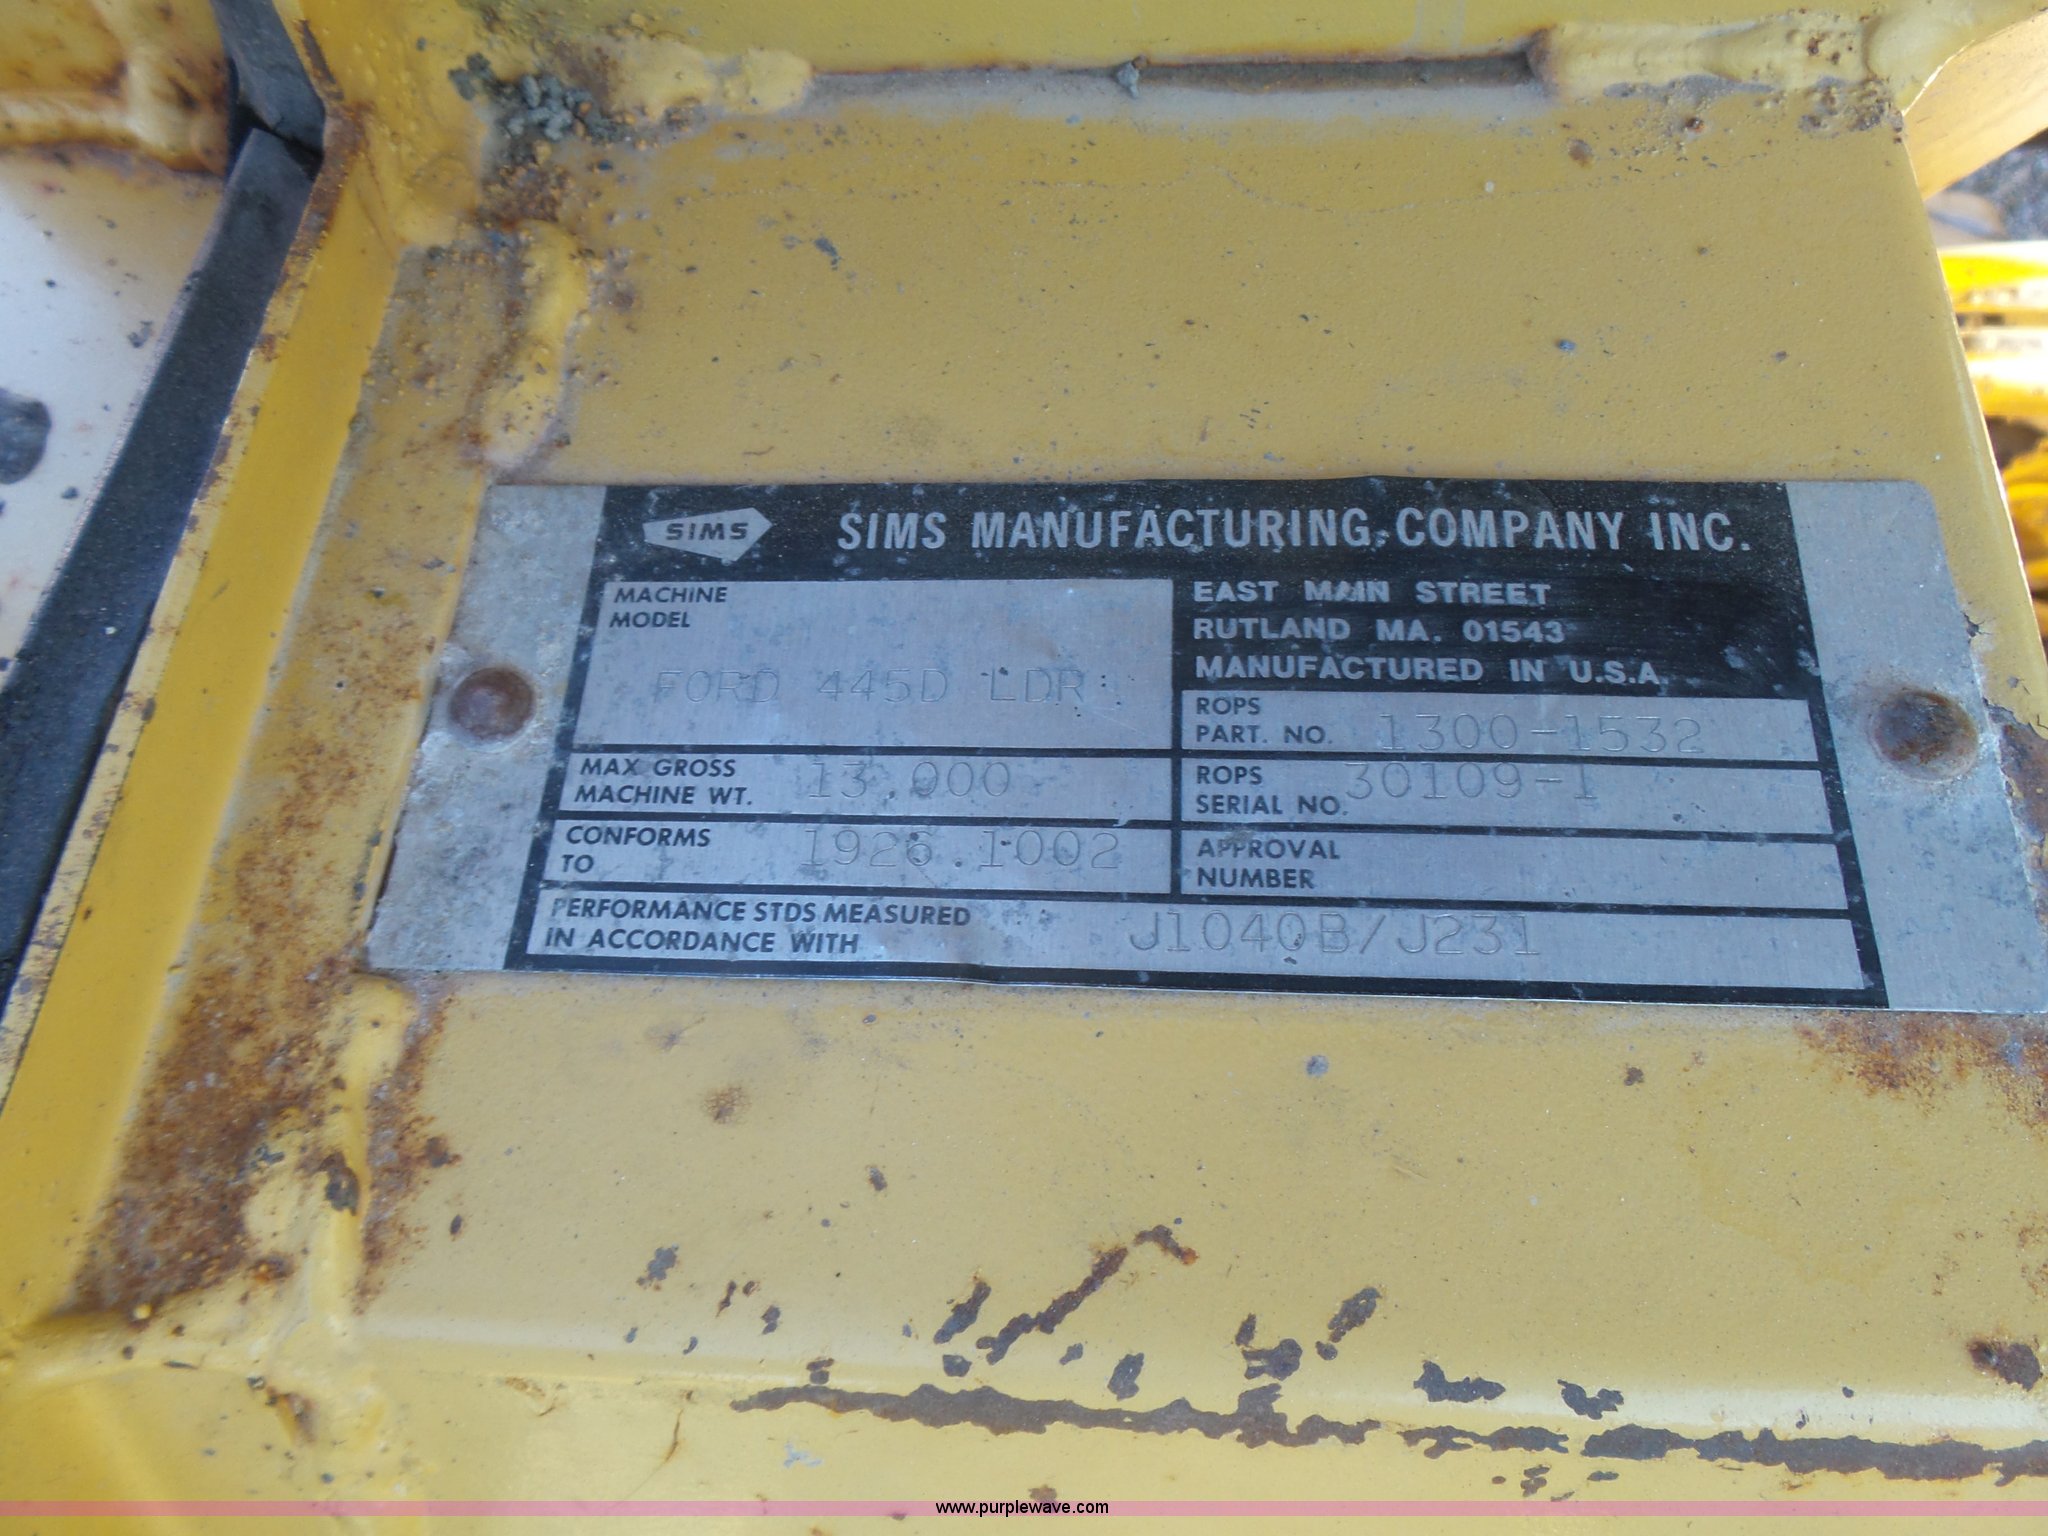 SIMS
SIMS MANUFACTURING COMPANY INC.
EAST MAIN STREET
RUTLAND MA. 01543
MANUFACTURED IN U.S.A.
MACHINE
MODEL
FORD 445D LDR
ROPS
PART. NO. 1300-1532
MAX GROSS
MACHINE WT. 13,000
ROPS
SERIAL NO. 30109-1
CONFORMS
TO 1926.1002
APPROVAL
NUMBER
PERFORMANCE STDS MEASURED
IN ACCORDANCE WITH J1040B/J231
www.purplewave.com